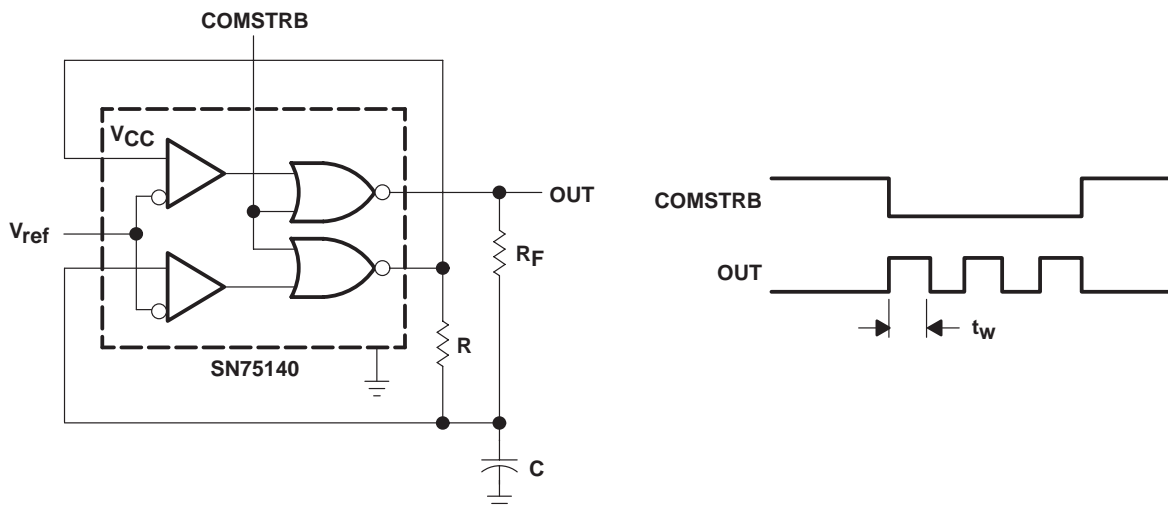 COMSTRB
VCC
OUT
Vref
RF
R
SN75140
C
COMSTRB
OUT
tw